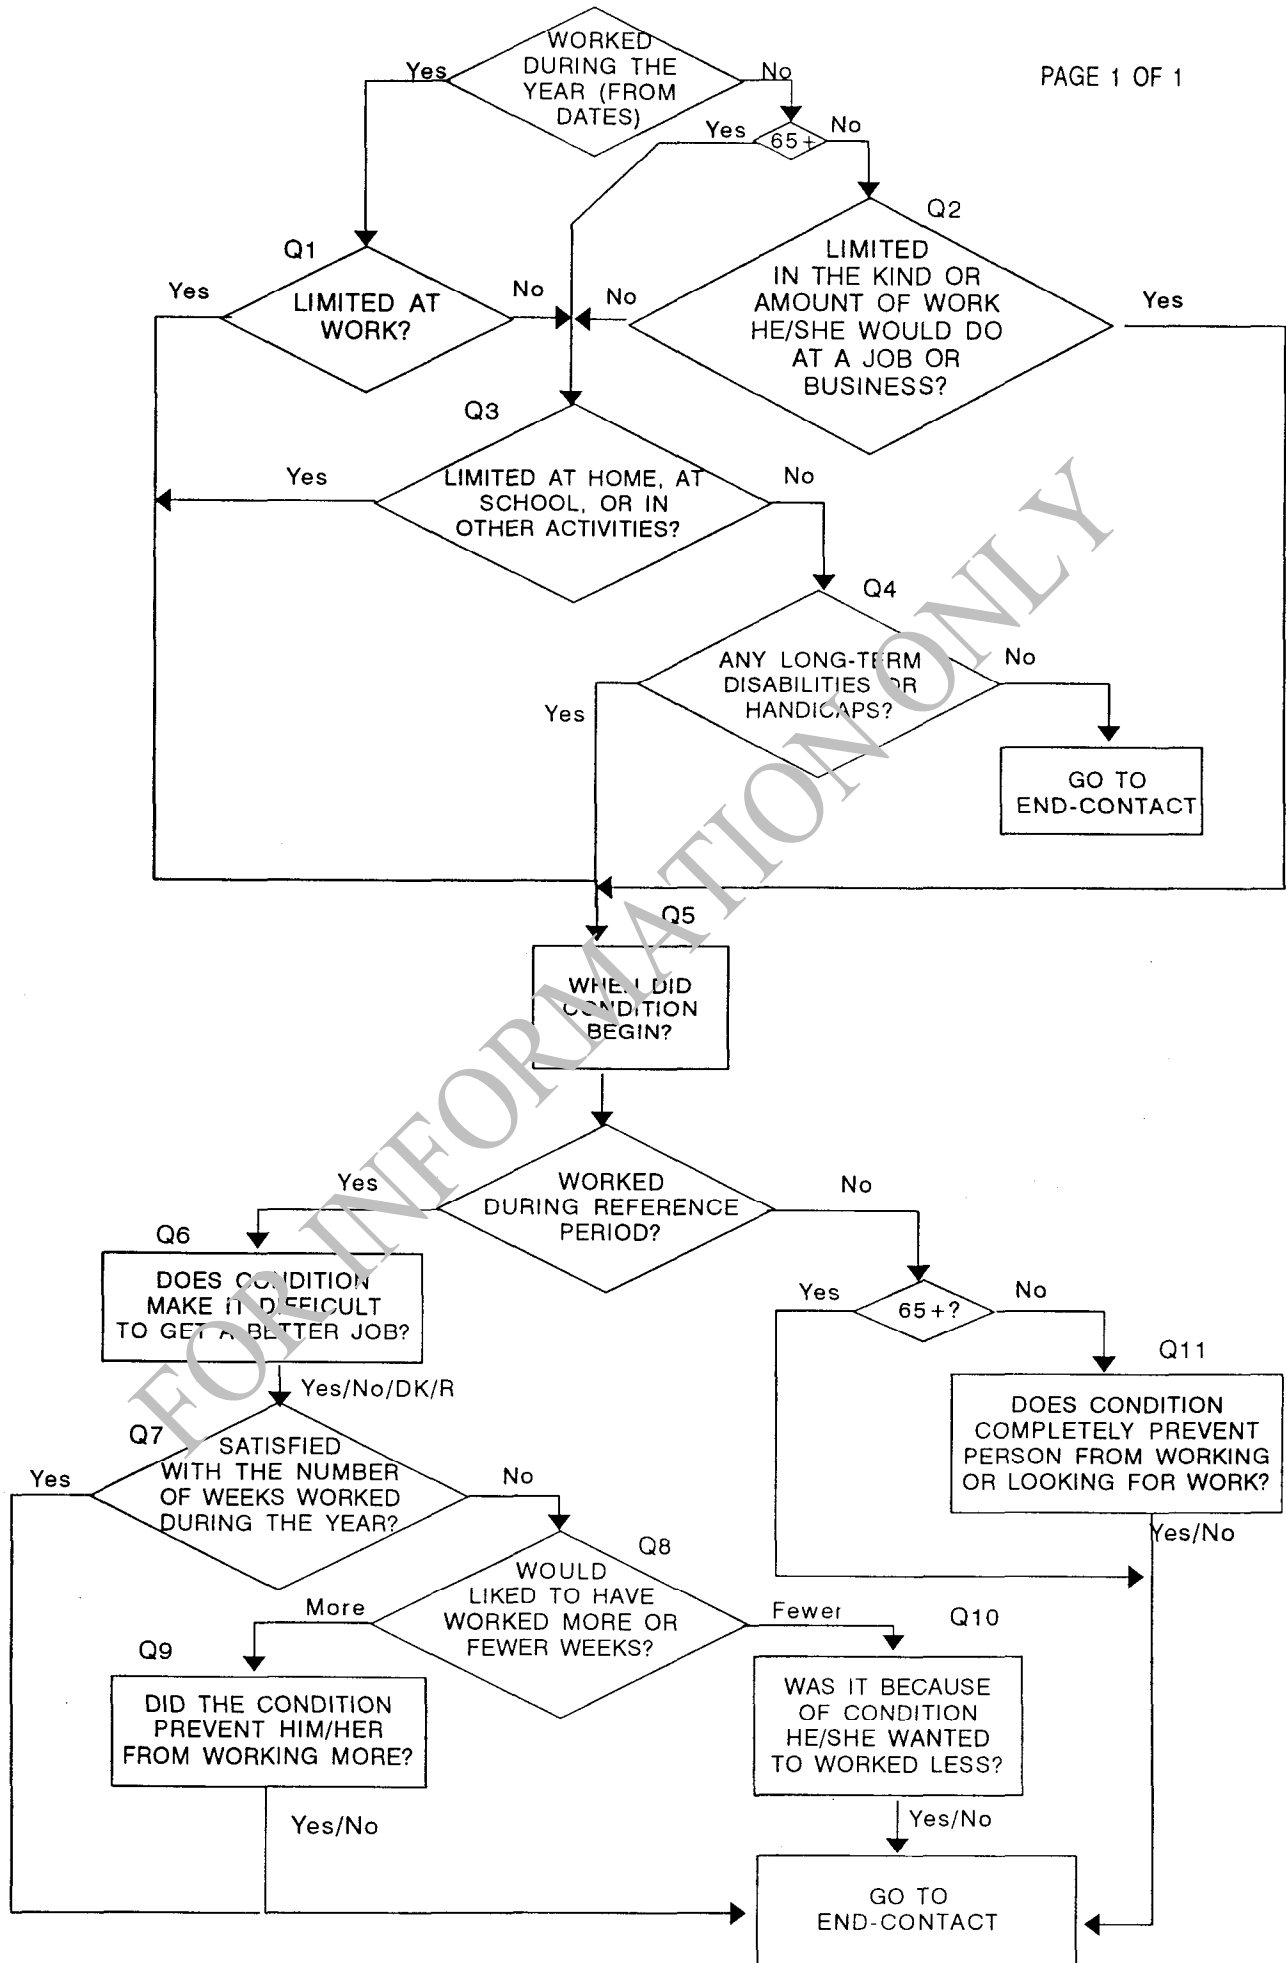 PAGE 1 OF 1
WORKED
DURING THE
YEAR (FROM
DATES)
Yes
No
65+
Yes
No
Q1
LIMITED AT
WORK?
Yes
No
Q2
LIMITED
IN THE KIND OR
AMOUNT OF WORK
HE/SHE WOULD DO
AT A JOB OR
BUSINESS?
No
Yes
Q3
LIMITED AT HOME, AT
SCHOOL, OR IN
OTHER ACTIVITIES?
Yes
No
Q4
ANY LONG-TERM
DISABILITIES OR
HANDICAPS?
Yes
No
GO TO
END-CONTACT
Q5
WHEN DID
CONDITION
BEGIN?
WORKED
DURING REFERENCE
PERIOD?
Yes
No
Q6
DOES CONDITION
MAKE IT DIFFICULT
TO GET A BETTER JOB?
Yes/No/DK/R
65+?
Yes
No
Q11
DOES CONDITION
COMPLETELY PREVENT
PERSON FROM WORKING
OR LOOKING FOR WORK?
Yes/No
Q7
SATISFIED
WITH THE NUMBER
OF WEEKS WORKED
DURING THE YEAR?
Yes
No
Q8
WOULD
LIKED TO HAVE
WORKED MORE OR
FEWER WEEKS?
More
Fewer
Q9
DID THE CONDITION
PREVENT HIM/HER
FROM WORKING MORE?
Yes/No
Q10
WAS IT BECAUSE
OF CONDITION
HE/SHE WANTED
TO WORKED LESS?
Yes/No
GO TO
END-CONTACT
FOR INFORMATION ONLY